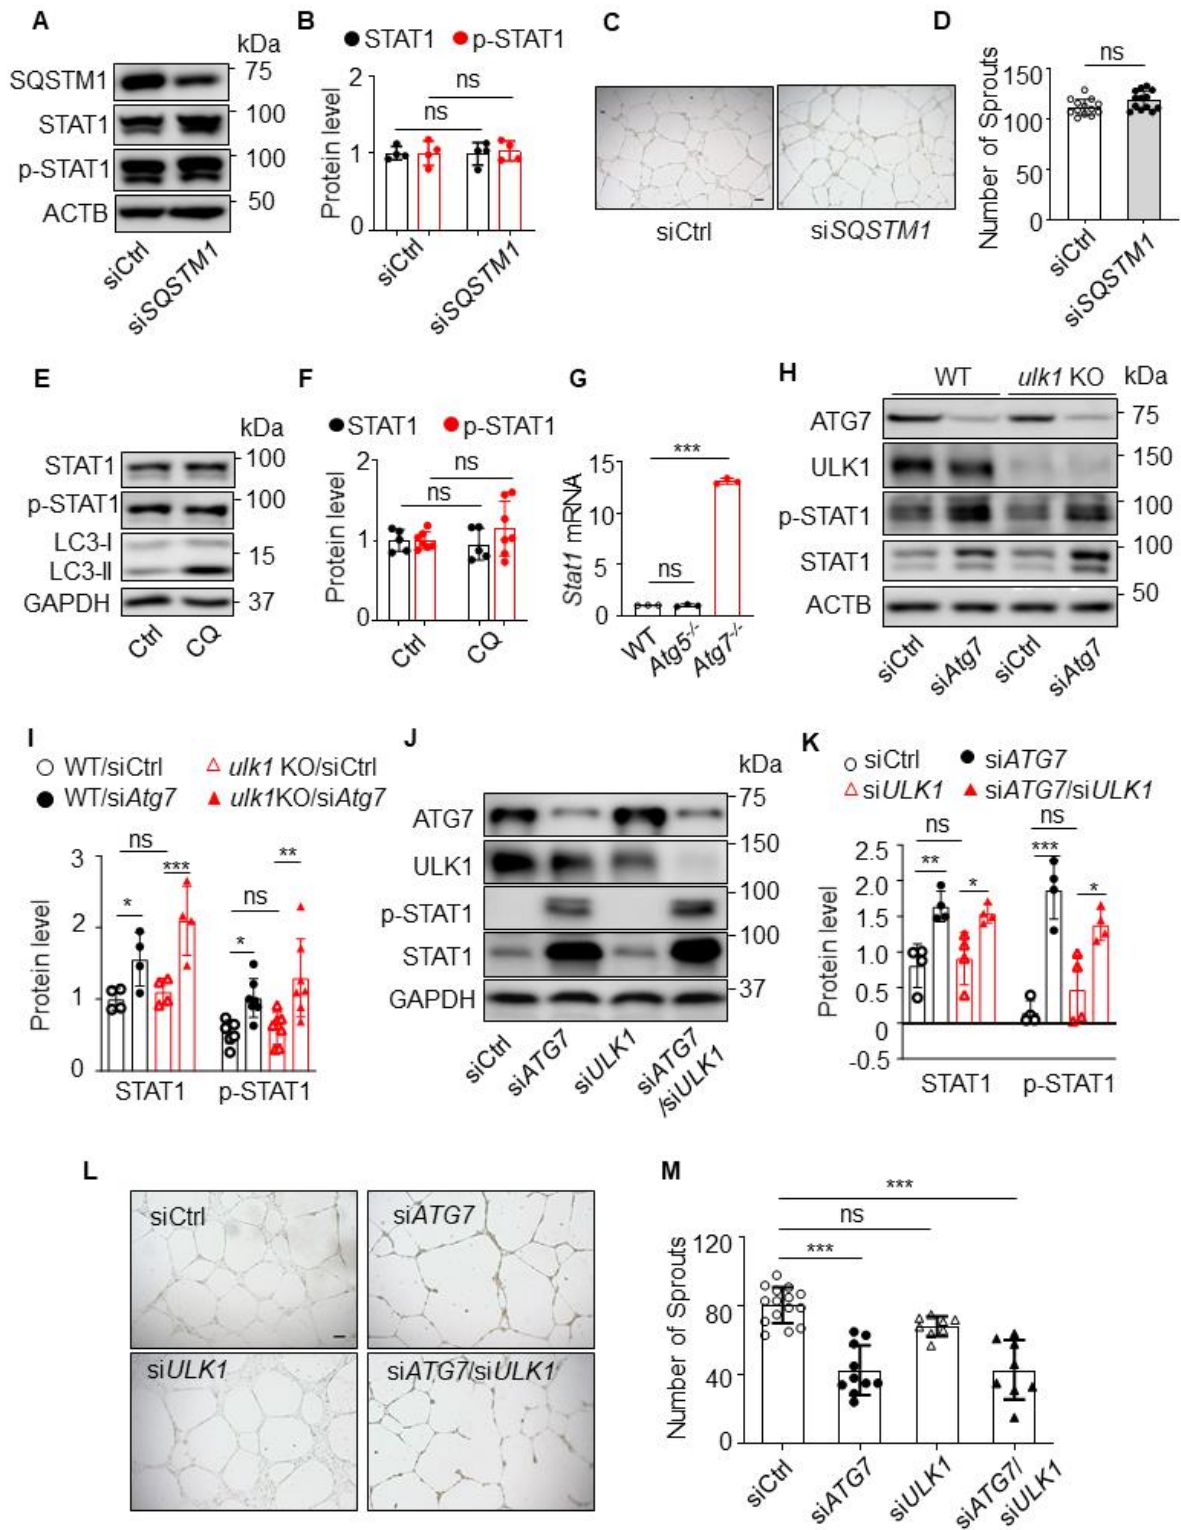 A
kDa
SQSTM1
75
STAT1
100
p-STAT1
100
ACTB
50
siCtrl
siSQSTM1
B
STAT1 p-STAT1
Protein level
2
1
0
ns
ns
siCtrl
siSQSTM1
C
siCtrl
siSQSTM1
D
ns
Number of Sprouts
150
100
50
0
siCtrl
siSQSTM1
E
kDa
STAT1
100
p-STAT1
100
LC3-I
15
LC3-II
GAPDH
37
Ctrl
CQ
F
STAT1 p-STAT1
Protein level
2
1
0
ns
ns
Ctrl
CQ
G
Stat1 mRNA
15
10
5
0
***
ns
WT
Atg5-/-
Atg7-/-
H
WT ulk1 KO kDa
ATG7
75
ULK1
150
p-STAT1
100
STAT1
100
ACTB
50
siCtrl
siAtg7
siCtrl
siAtg7
I
WT/siCtrl ulk1 KO/siCtrl
WT/siAtg7 ulk1KO/siAtg7
Protein level
3
2
1
0
ns
*
***
ns
*
**
STAT1 p-STAT1
J
kDa
ATG7
75
ULK1
150
p-STAT1
100
STAT1
100
GAPDH
37
siCtrl
siATG7
siULK1
siATG7
/siULK1
K
siCtrl siATG7
siULK1 siATG7/siULK1
Protein level
2.5
2.0
1.5
1.0
0.5
0
-0.5
ns
**
*
ns
***
*
STAT1 p-STAT1
L
siCtrl
siATG7
siULK1
siATG7/siULK1
M
***
ns
***
Number of Sprouts
120
80
40
0
siCtrl
siATG7
siULK1
siATG7/
siULK1